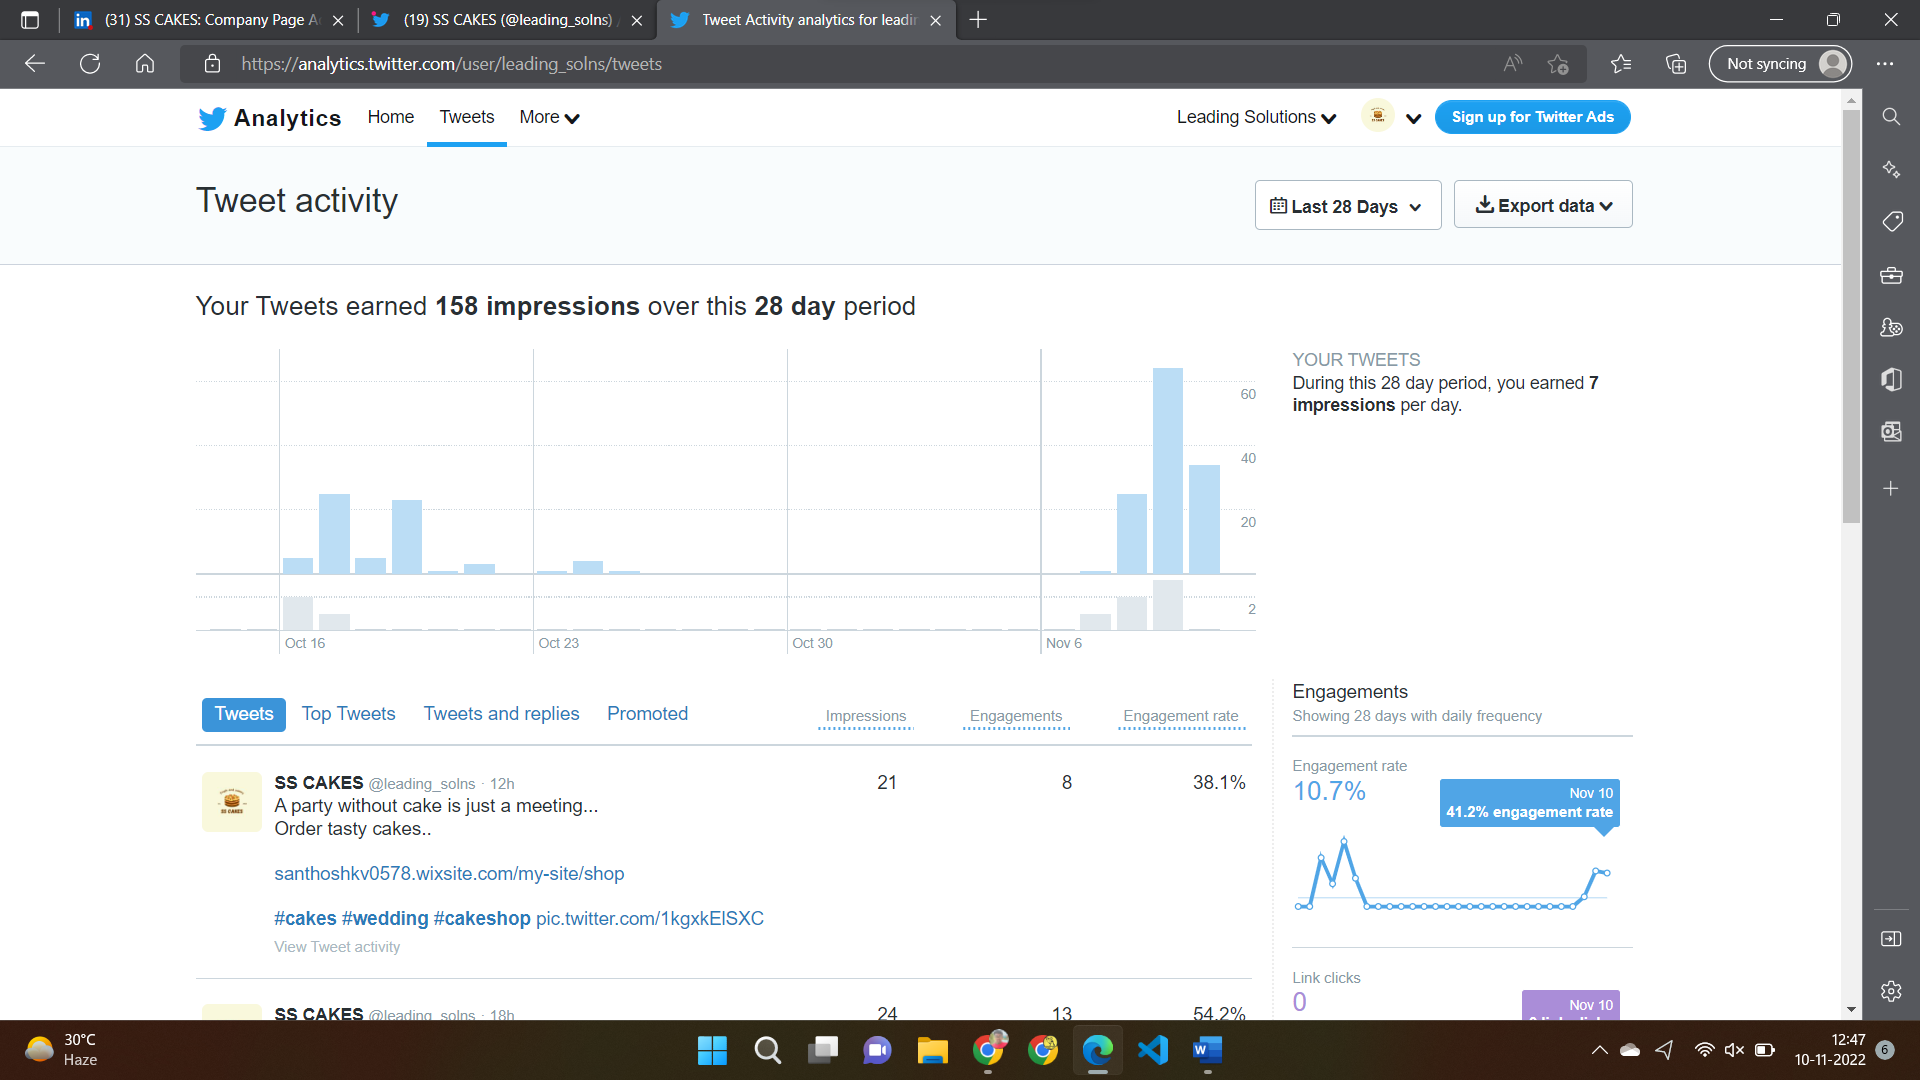 (31) SS CAKES: Company Page A
(19) SS CAKES (@leading_solns)
Tweet Activity analytics for leadin
https://analytics.twitter.com/user/leading_solns/tweets
Not syncing
Analytics
Home
Tweets
More
Leading Solutions
Sign up for Twitter Ads
Tweet activity
Last 28 Days
Export data
Your Tweets earned 158 impressions over this 28 day period
YOUR TWEETS
During this 28 day period, you earned 7
impressions per day.
60
40
20
2
Oct 16
Oct 23
Oct 30
Nov 6
Tweets
Top Tweets
Tweets and replies
Promoted
Impressions
Engagements
Engagement rate
SS CAKES @leading_solns · 12h
21
8
38.1%
A party without cake is just a meeting...
Order tasty cakes..
santhoshkv0578.wixsite.com/my-site/shop
#cakes #wedding #cakeshop pic.twitter.com/1kgxkElSXC
View Tweet activity
SS CAKES @leading_solns · 18h
24
13
54.2%
Engagements
Showing 28 days with daily frequency
Engagement rate
10.7%
Nov 10
41.2% engagement rate
Link clicks
0
Nov 10
30°C
Haze
12:47
10-11-2022
6